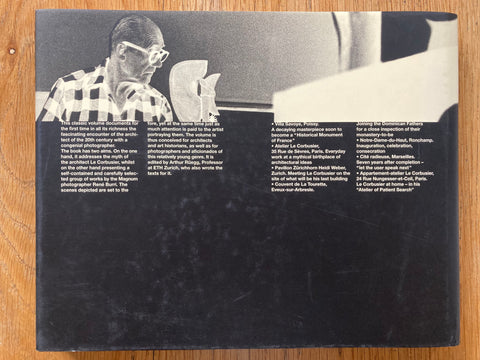 This classic volume documents for
the first time in all its richness the
fascinating encounter of the archi-
tect of the 20th century with a
congenial photographer.
The book has two aims. On the one
hand, it addresses the myth of
the architect Le Corbusier, whilst
on the other hand presenting a
self-contained and carefully selec-
ted group of works by the Magnum
photographer René Burri. The
scenes depicted are set to the
fore, yet at the same time just as
much attention is paid to the artist
portraying them. The volume is
thus conceived for architects
and art historians, as well as for
photographers and aficionados of
this relatively young genre. It is
edited by Arthur Rüegg, Professor
at ETH Zurich, who also wrote the
texts for it.
• Villa Savoye, Poissy.
A decaying masterpiece soon to
become a "Historical Monument
of France"
• Atelier Le Corbusier,
35 Rue de Sèvres, Paris. Everyday
work at a mythical birthplace of
architectural ideas
• Pavillon Zürichhorn Heidi Weber,
Zurich. Meeting Le Corbusier on the
site of what will be his last building
• Couvent de La Tourette,
Eveux-sur-Arbresle.
Joining the Dominican Fathers
for a close inspection of their
monastery-to-be
• Notre-Dame-du-Haut, Ronchamp.
Inauguration, celebration,
consecration
• Cité radieuse, Marseilles.
Seven years after completion –
"let the user speak next"
• Appartement-atelier Le Corbusier,
24 Rue Nungesser-et-Coli, Paris.
Le Corbusier at home – in his
"Atelier of Patient Search"